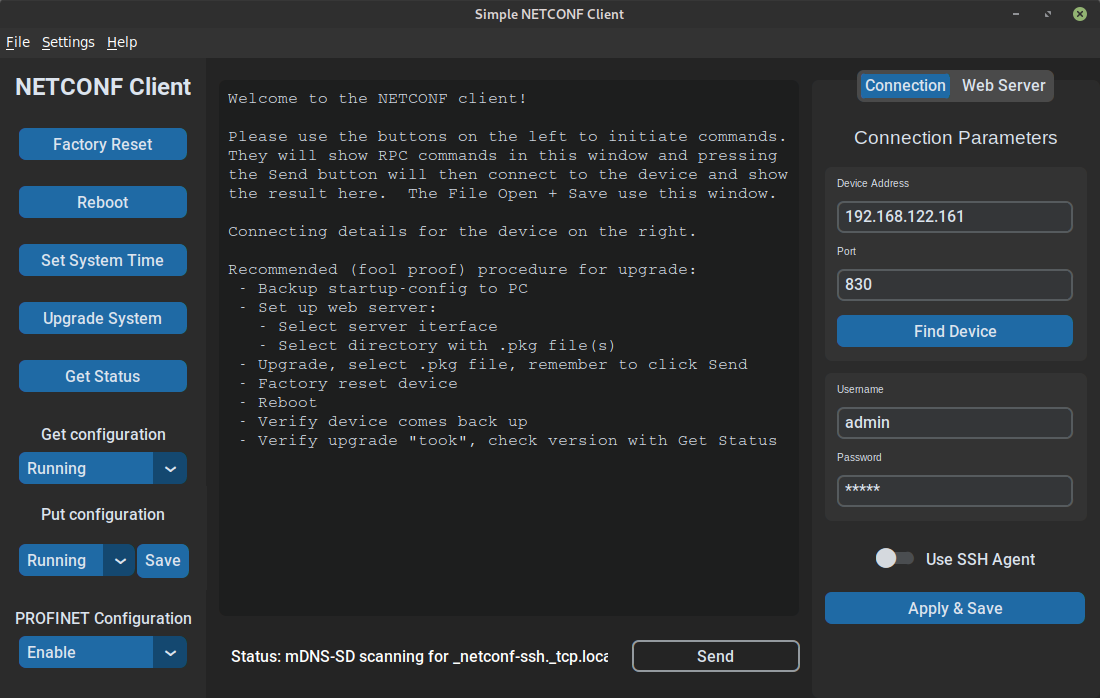 Simple NETCONF Client
File Settings Help
NETCONF Client
Factory Reset
Reboot
Set System Time
Upgrade System
Get Status
Get configuration
Running
Put configuration
Running Save
PROFINET Configuration
Enable
Welcome to the NETCONF client!
Please use the buttons on the left to initiate commands.
They will show RPC commands in this window and pressing
the Send button will then connect to the device and show
the result here.  The File Open + Save use this window.
Connecting details for the device on the right.
Recommended (fool proof) procedure for upgrade:
- Backup startup-config to PC
- Set up web server:
- Select server iterface
- Select directory with .pkg file(s)
- Upgrade, select .pkg file, remember to click Send
- Factory reset device
- Reboot
- Verify device comes back up
- Verify upgrade "took", check version with Get Status
Status: mDNS-SD scanning for _netconf-ssh._tcp.loca
Send
Connection Web Server
Connection Parameters
Device Address
192.168.122.161
Port
830
Find Device
Username
admin
Password
*****
Use SSH Agent
Apply & Save